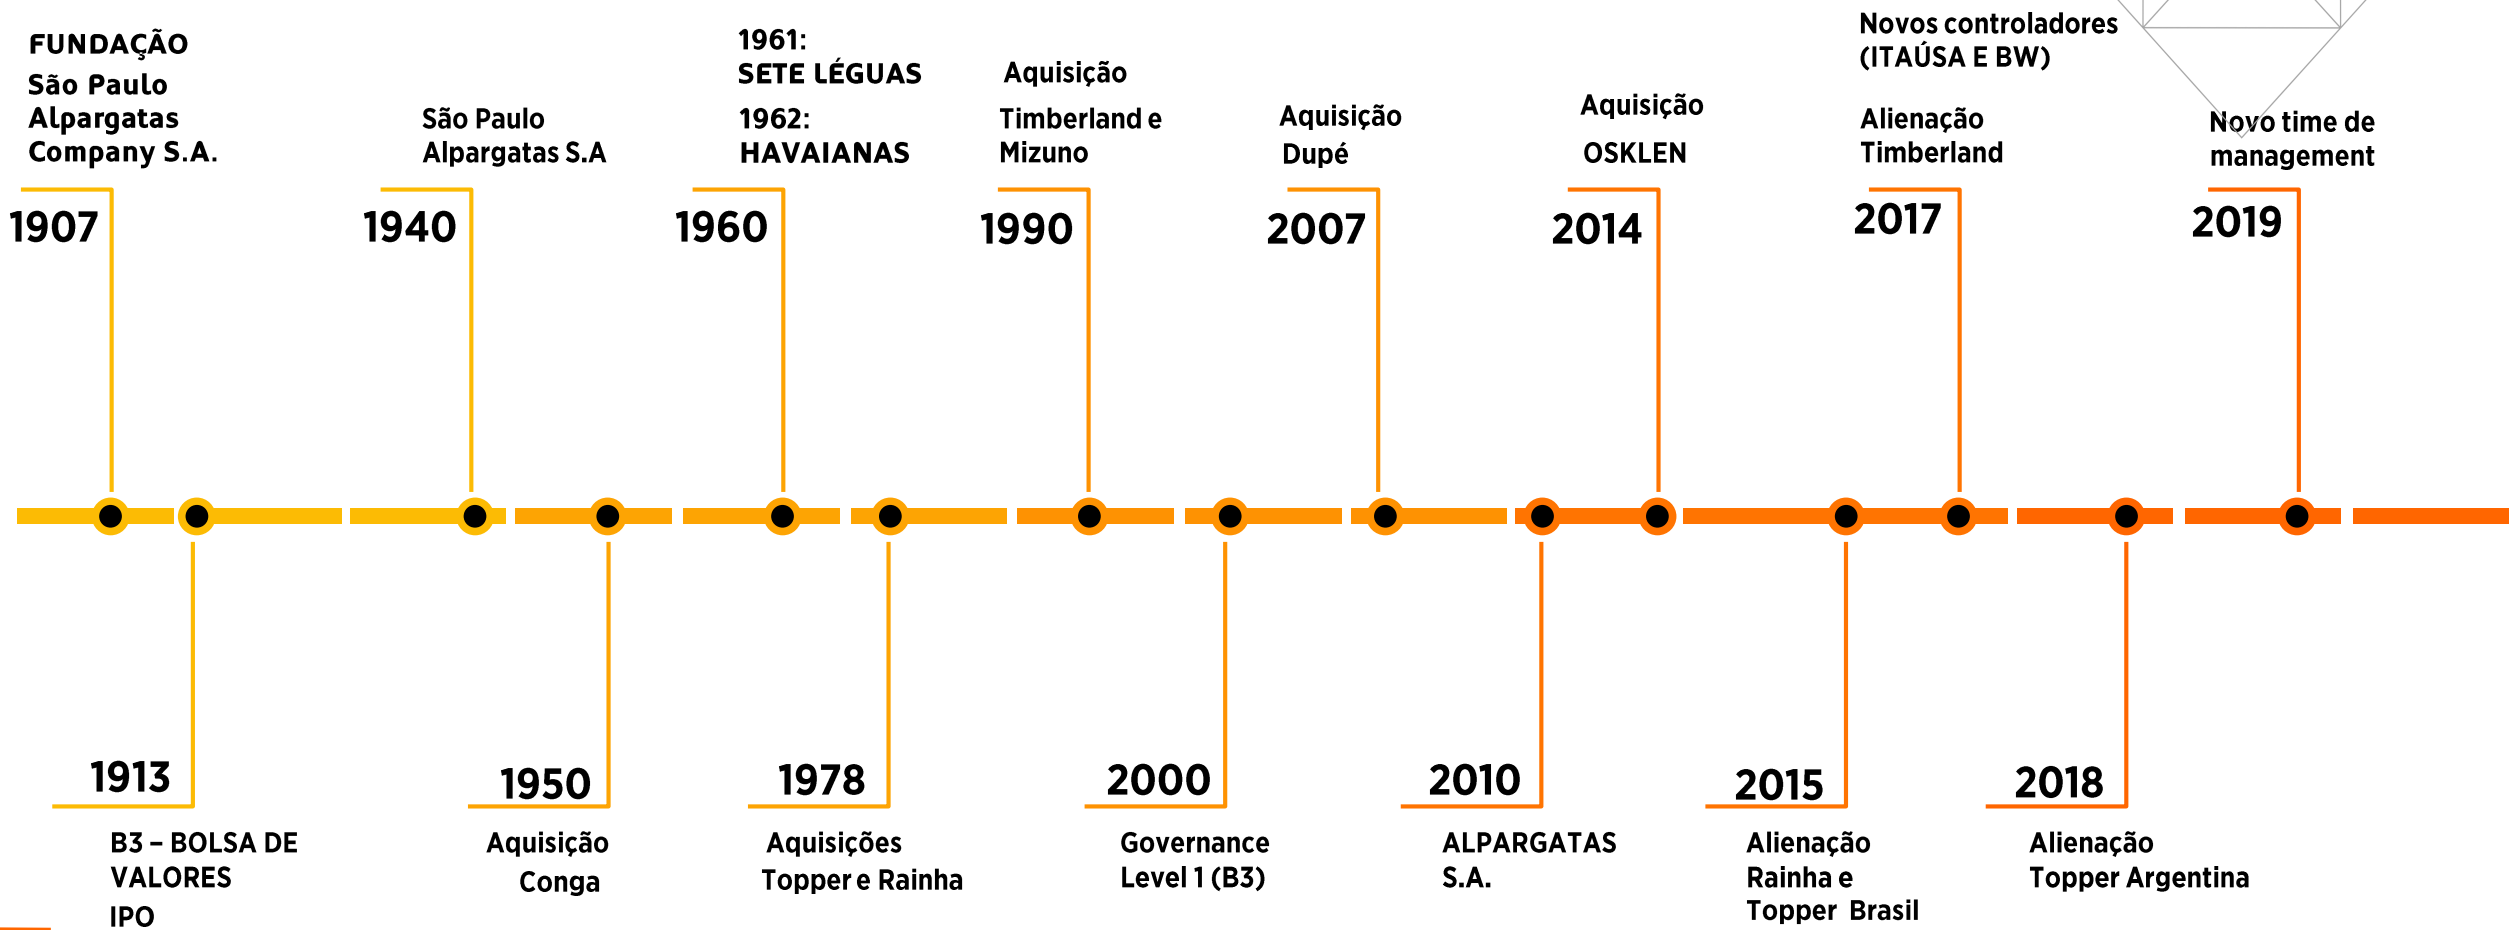 FUNDAÇÃO
São Paulo
Alpargatas
Company S.A.
1907
São Paulo
Alpargatas S.A
1940
1961:
SETE LÉGUAS
1962:
HAVAIANAS
1960
Aquisição
Timberland e
Mizuno
1990
Aquisição
Dupé
2007
Aquisição
OSKLEN
2014
Novos controladores
(ITAÚSA E BW)
Alienação
Timberland
2017
Novo time de
management
2019
1913
B3 – BOLSA DE
VALORES
IPO
1950
Aquisição
Conga
1978
Aquisições
Topper e Rainha
2000
Governance
Level 1 (B3)
2010
ALPARGATAS
S.A.
2015
Alienação
Rainha e
Topper Brasil
2018
Alienação
Topper Argentina